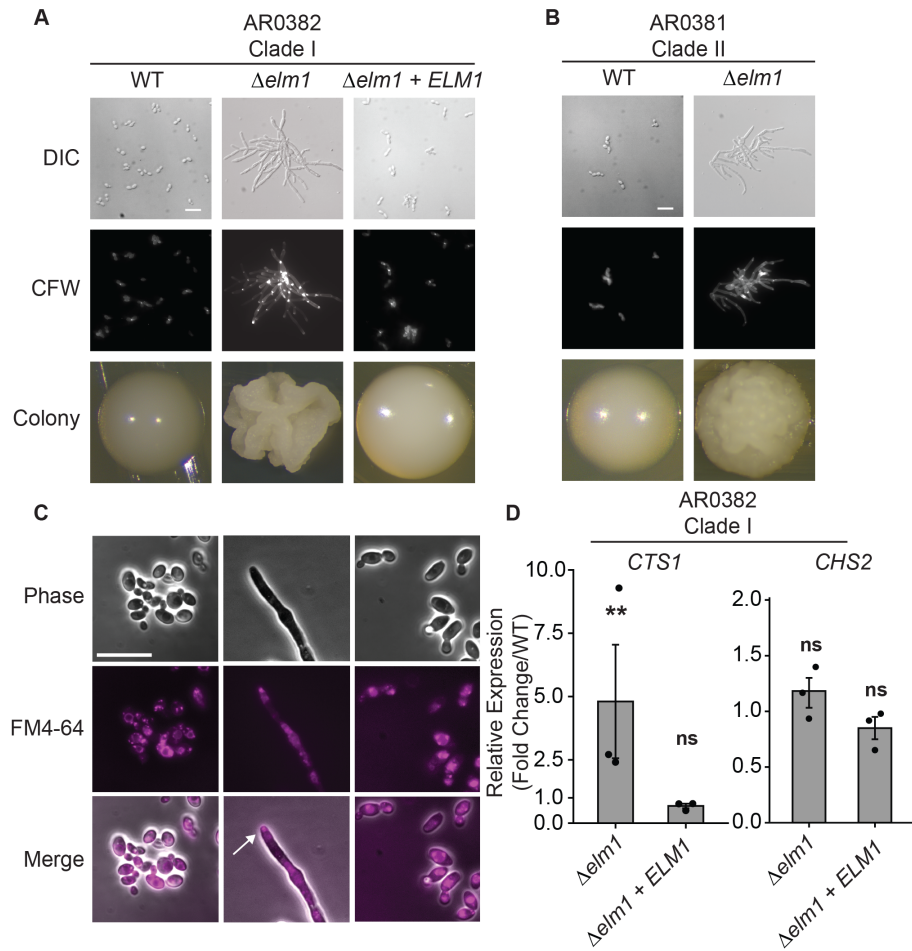 A
AR0382
Clade I
WT
Δelm1
Δelm1 + ELM1
DIC
CFW
Colony
B
AR0381
Clade II
WT
Δelm1
C
Phase
FM4-64
Merge
D
AR0382
Clade I
CTS1
CHS2
Relative Expression
(Fold Change/WT)
10.0
7.5
5.0
2.5
1.0
0.0
**
ns
Δelm1
Δelm1 + ELM1
2.0
1.5
1.0
0.5
0.0
ns
ns
Δelm1
Δelm1 + ELM1